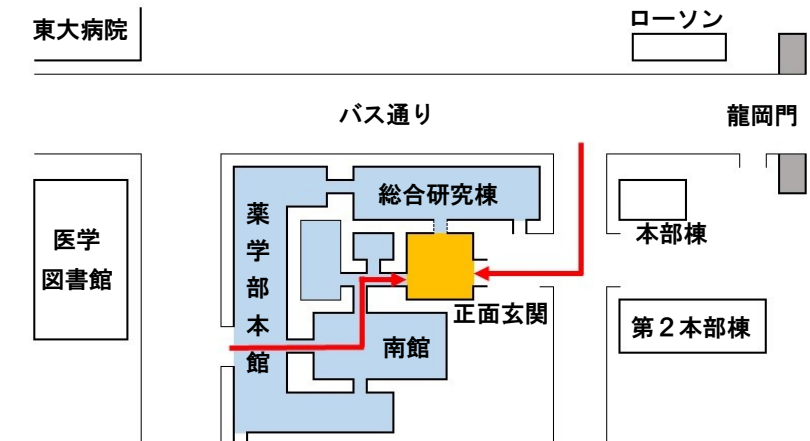 東大病院
ローソン
バス通り
龍岡門
総合研究棟
薬学部本館
医学
図書館
本部棟
正面玄関
第２本部棟
南館